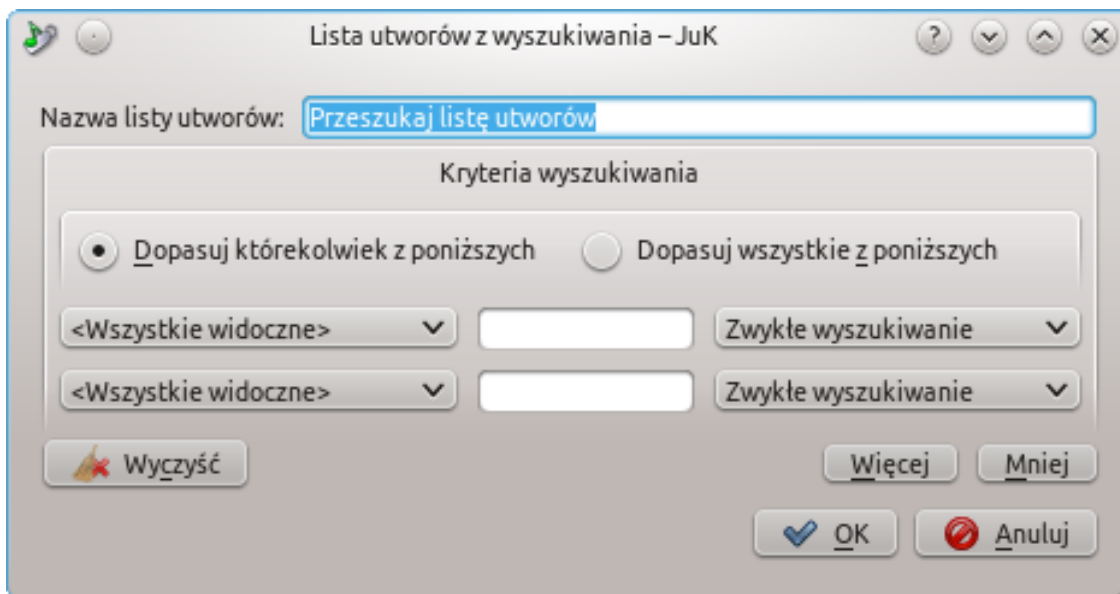 Lista utworów z wyszukiwania – JuK
Nazwa listy utworów: Przeszukaj listę utworów
Kryteria wyszukiwania
Dopasuj którekolwiek z poniższych Dopasuj wszystkie z poniższych
<Wszystkie widoczne> Zwykłe wyszukiwanie
<Wszystkie widoczne> Zwykłe wyszukiwanie
Wyczyść Więcej Mniej
OK Anuluj